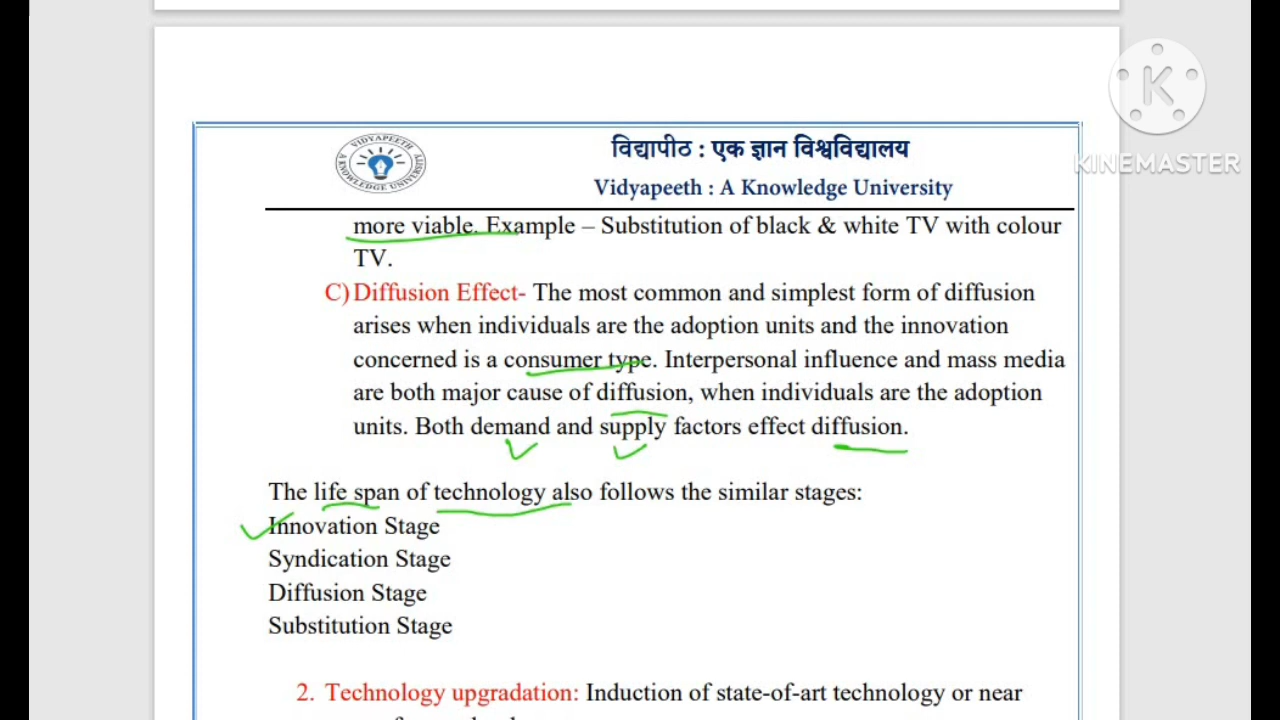 KINEMASTER
VIDYAPEETH
A KNOWLEDGE UNIVERSITY
विद्यापीठ : एक ज्ञान विश्वविद्यालय
Vidyapeeth : A Knowledge University
more viable. Example – Substitution of black & white TV with colour
TV.
C) Diffusion Effect- The most common and simplest form of diffusion
arises when individuals are the adoption units and the innovation
concerned is a consumer type. Interpersonal influence and mass media
are both major cause of diffusion, when individuals are the adoption
units. Both demand and supply factors effect diffusion.
The life span of technology also follows the similar stages:
Innovation Stage
Syndication Stage
Diffusion Stage
Substitution Stage
2. Technology upgradation: Induction of state-of-art technology or near